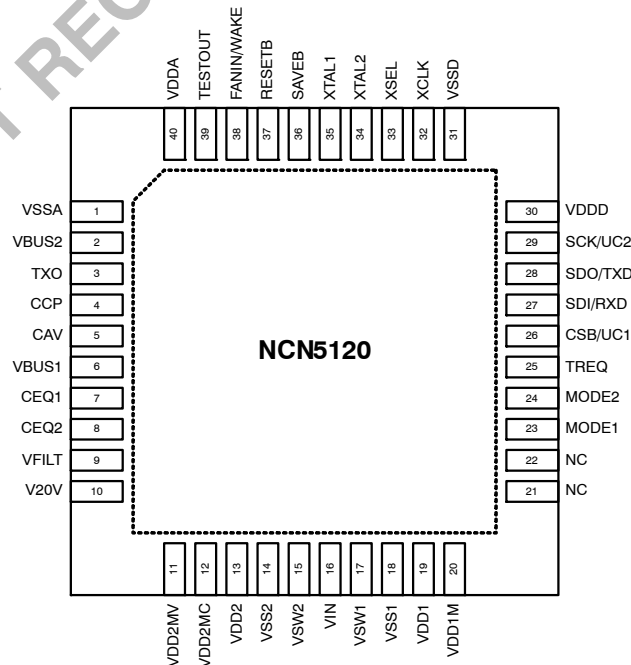 T REC
VDDA
TESTOUT
FANIN/WAKE
RESETB
SAVEB
XTAL1
XTAL2
XSEL
XCLK
VSSD
40
39
38
37
36
35
34
33
32
31
VSSA 1
VBUS2 2
TXO 3
CCP 4
CAV 5
VBUS1 6
CEQ1 7
CEQ2 8
VFILT 9
V20V 10
NCN5120
30 VDDD
29 SCK/UC2
28 SDO/TXD
27 SDI/RXD
26 CSB/UC1
25 TREQ
24 MODE2
23 MODE1
22 NC
21 NC
11
12
13
14
15
16
17
18
19
20
VDD2MV
VDD2MC
VDD2
VSS2
VSW2
VIN
VSW1
VSS1
VDD1
VDD1M